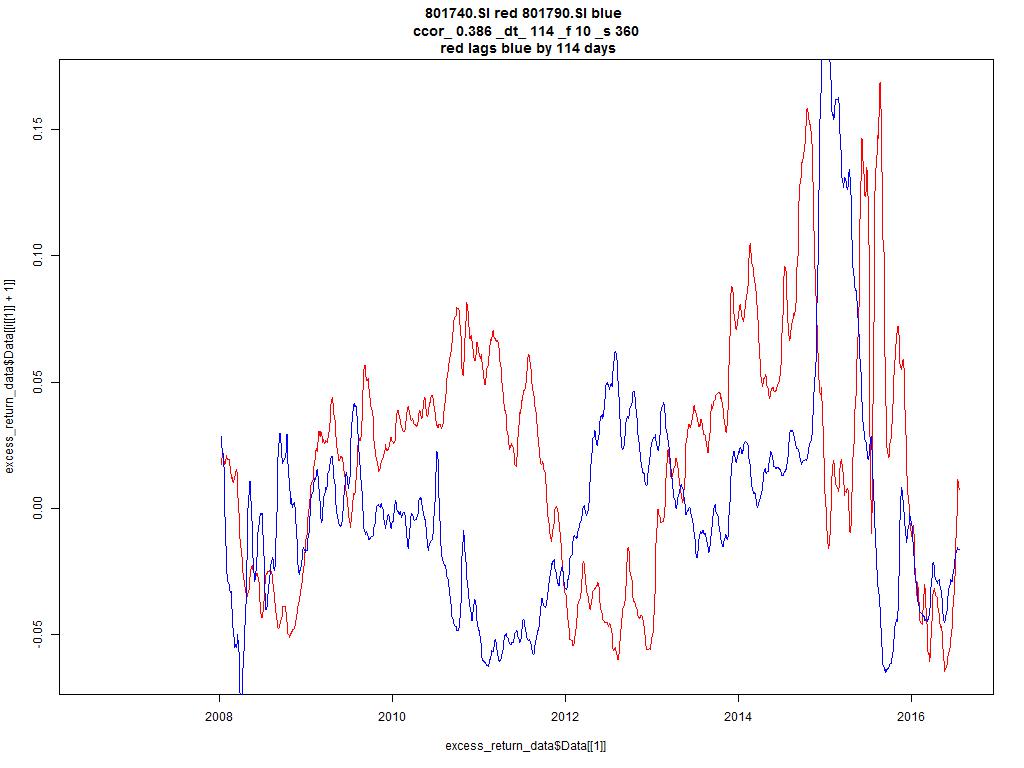 801740.SI red 801790.SI blue
ccor_ 0.386 _dt_ 114 _f 10 _s 360
red lags blue by 114 days
excess_return_data$Data[[i[[1]] + 1]]
0.15
0.10
0.05
0.00
-0.05
2008
2010
2012
2014
2016
excess_return_data$Data[[1]]